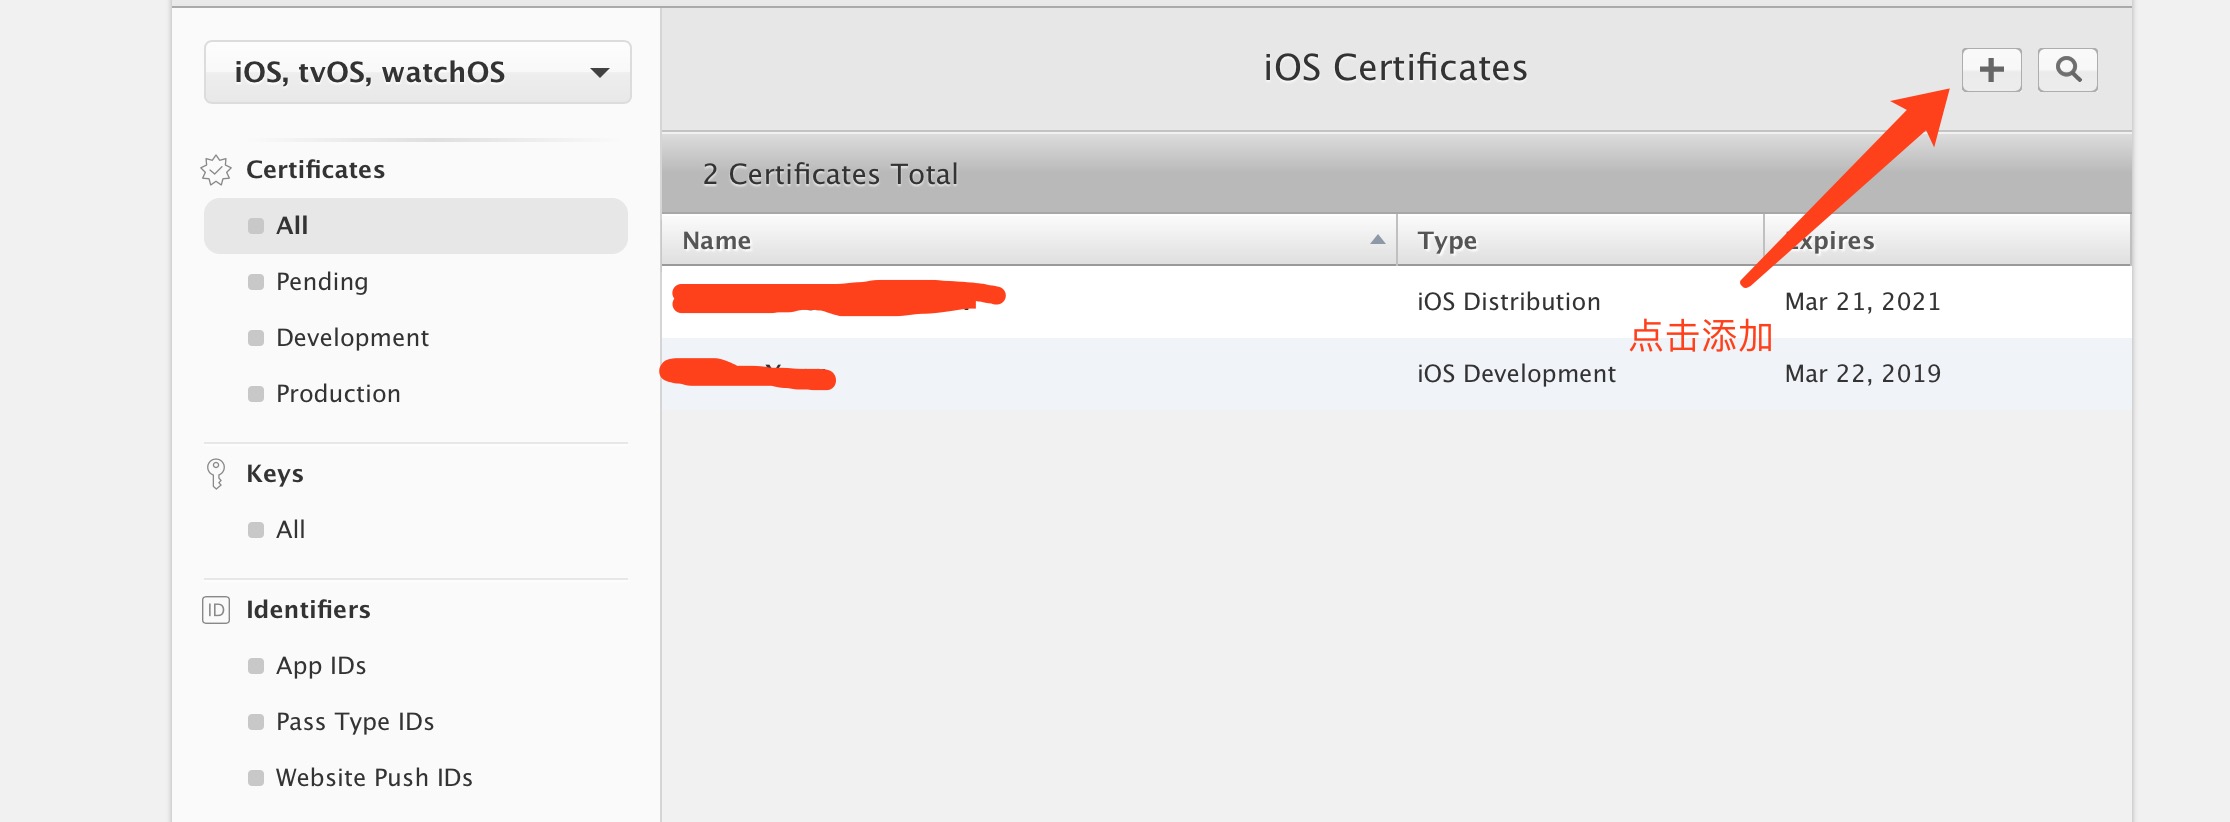 iOS, tvOS, watchOS
Certificates
All
Pending
Development
Production
Keys
All
ID Identifiers
App IDs
Pass Type IDs
Website Push IDs
iOS Certificates
2 Certificates Total
Name Type Expires
iOS Distribution Mar 21, 2021
点击添加
iOS Development Mar 22, 2019